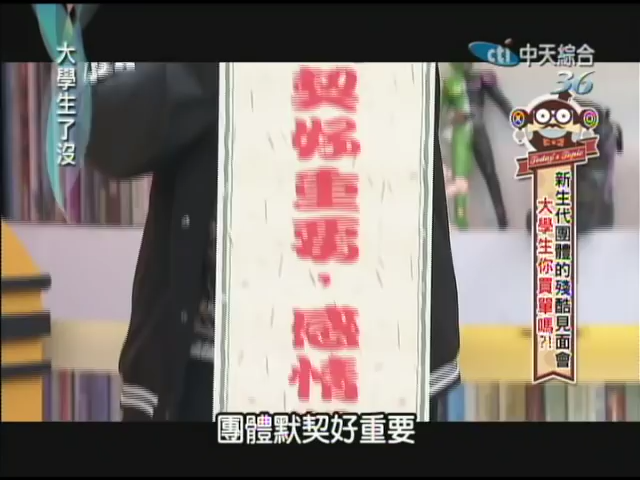 大學生了沒
cti 中天綜合
36
Today's Topic
新生代團體的殘酷見面會
大學生你買單嗎?!
契好重要,感情
團體默契好重要